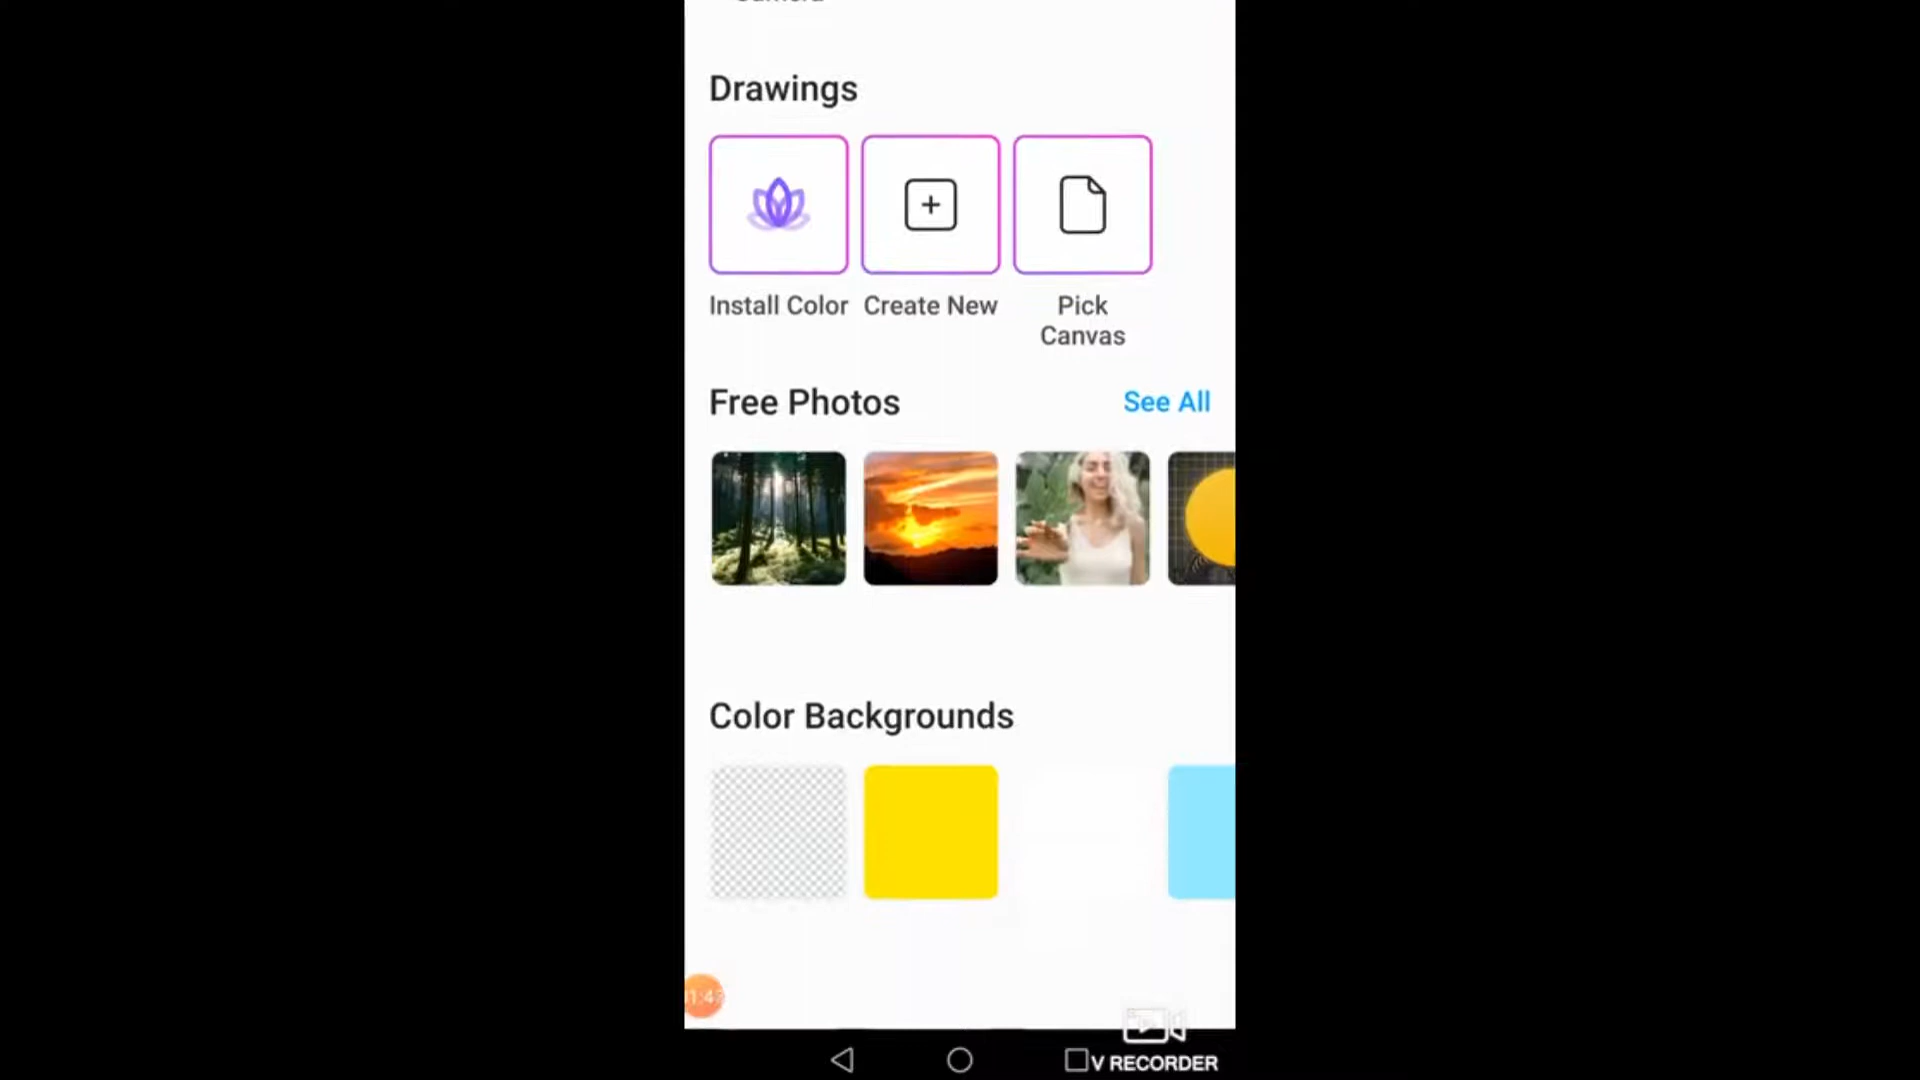 Drawings
Install Color
Create New
Pick
Canvas
Free Photos
See All
Color Backgrounds
V RECORDER